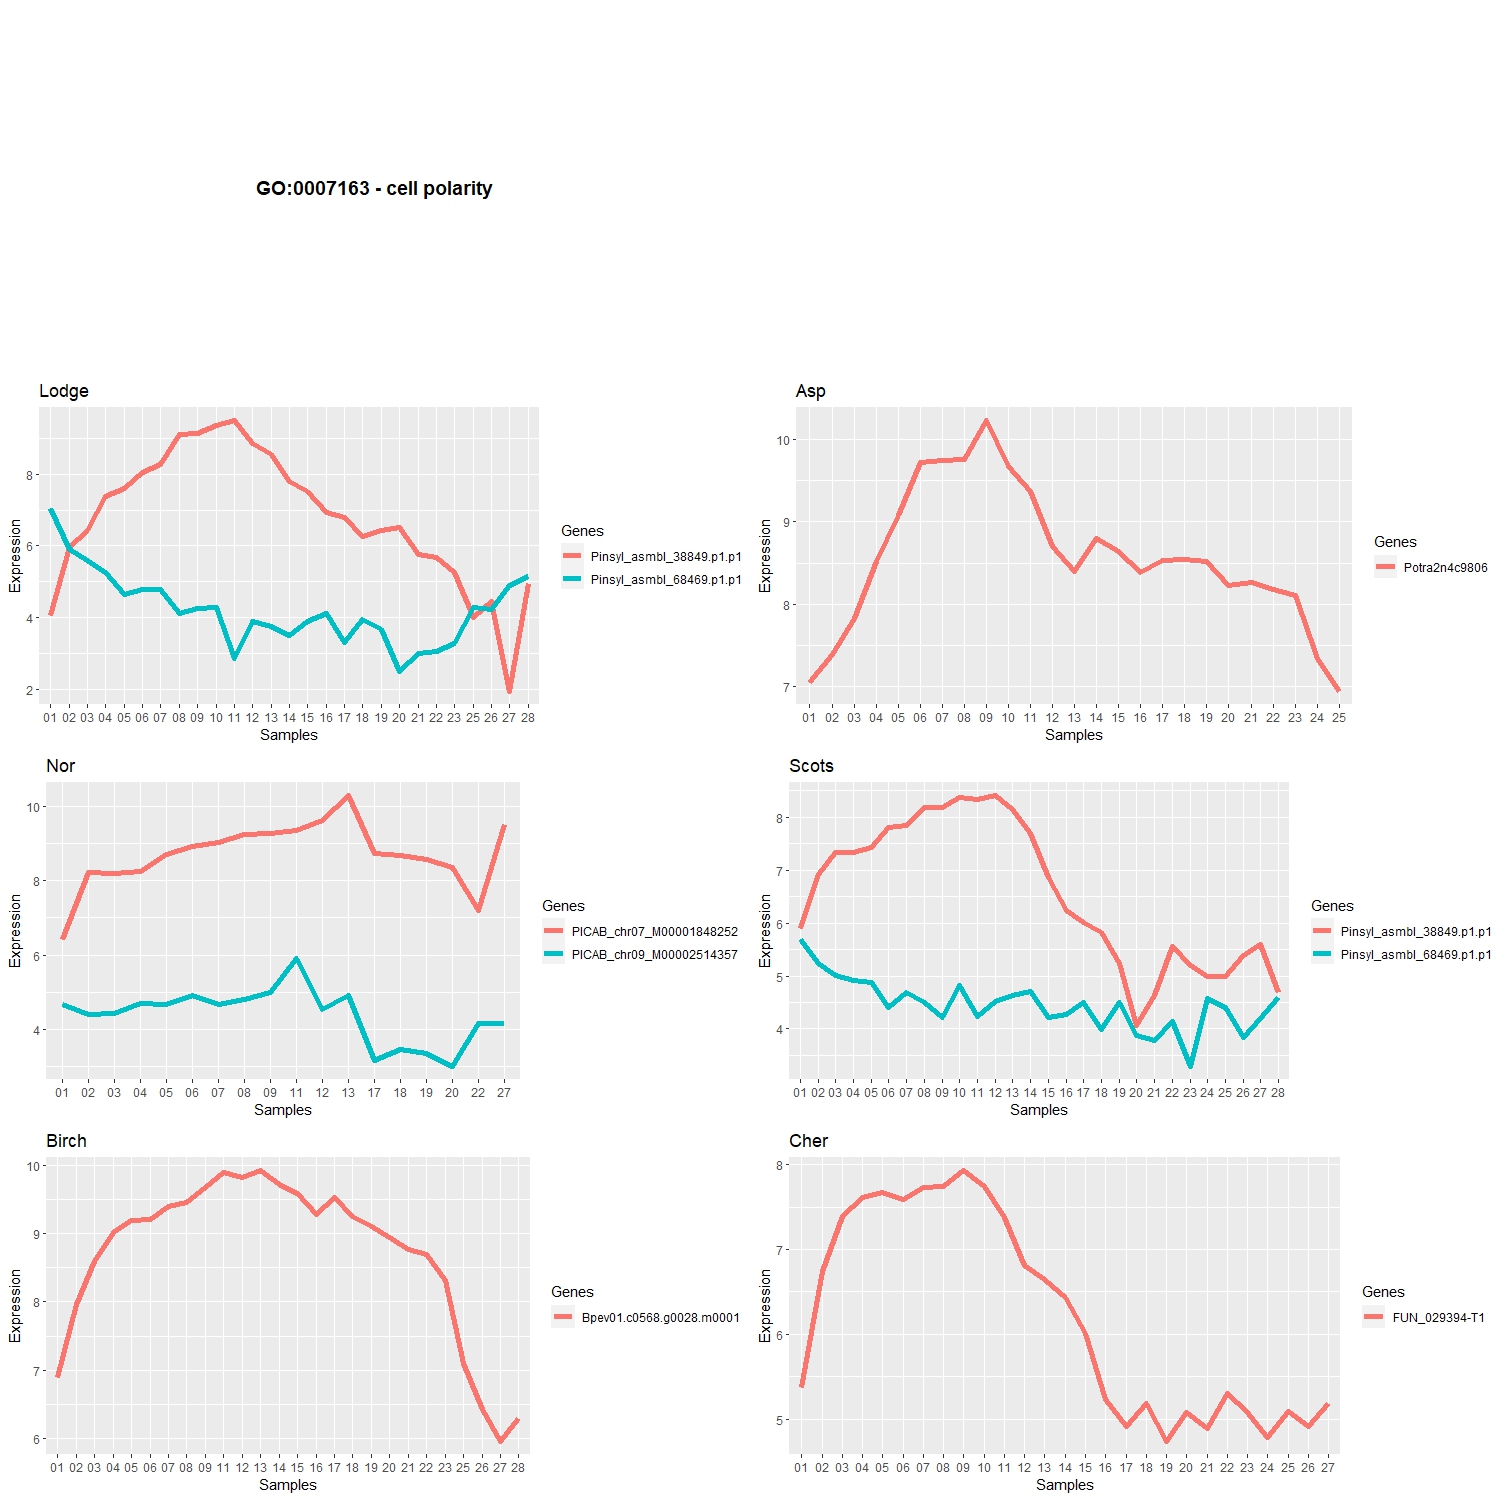 GO:0007163 - cell polarity
Lodge
Expression
8
6
4
2
01 02 03 04 05 06 07 08 09 10 11 12 13 14 15 16 17 18 19 20 21 22 23 25 26 27 28
Samples
Genes
Pinsyl_asmbl_38849.p1.p1
Pinsyl_asmbl_68469.p1.p1
Asp
Expression
10
9
8
7
01 02 03 04 05 06 07 08 09 10 11 12 13 14 15 16 17 18 19 20 21 22 23 24 25
Samples
Genes
Potra2n4c9806
Nor
Expression
10
8
6
4
01 02 03 04 05 06 07 08 09 11 12 13 17 18 19 20 22 27
Samples
Genes
PICAB_chr07_M00001848252
PICAB_chr09_M00002514357
Scots
Expression
8
7
6
5
4
01 02 03 04 05 06 07 08 09 10 11 12 13 14 15 16 17 18 19 20 21 22 23 24 25 26 27 28
Samples
Genes
Pinsyl_asmbl_38849.p1.p1
Pinsyl_asmbl_68469.p1.p1
Birch
Expression
10
9
8
7
6
01 02 03 04 05 06 07 08 09 11 12 13 14 15 16 17 18 19 20 21 22 23 25 26 27 28
Samples
Genes
Bpev01.c0568.g0028.m0001
Cher
Expression
8
7
6
5
01 02 03 04 05 06 07 08 09 10 11 12 13 14 15 16 17 18 19 20 21 22 23 24 25 26 27
Samples
Genes
FUN_029394-T1